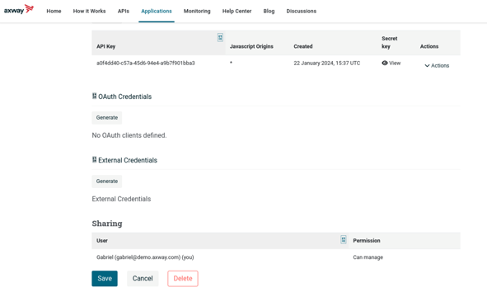 axway
Home How it Works APIs Applications Monitoring Help Center Blog Discussions
API Key Javascript Origins Created Secret key Actions
a0f4dd40-c57a-45d6-94e4-a9b7f901bba3 * 22 January 2024, 15:37 UTC View Actions
OAuth Credentials
Generate
No OAuth clients defined.
External Credentials
Generate
External Credentials
Sharing
User Permission
Gabriel (gabriel@demo.axway.com) (you) Can manage
Save Cancel Delete